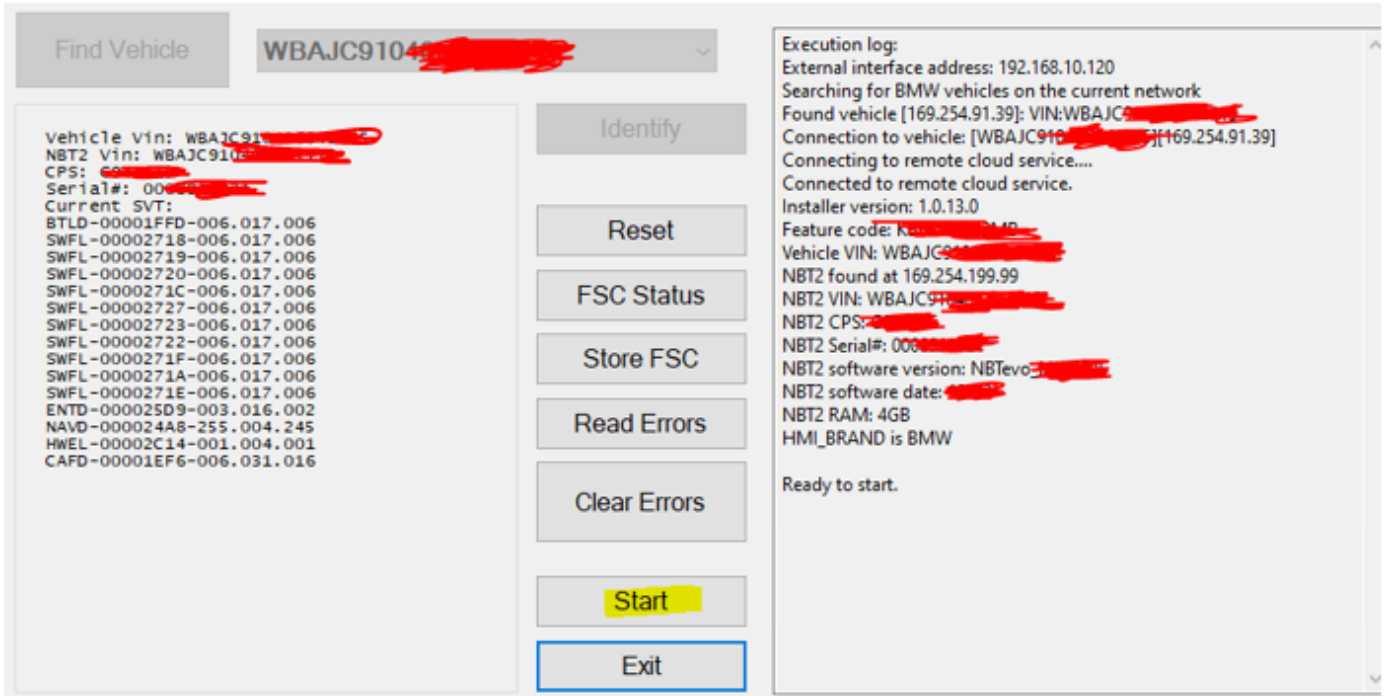 Find Vehicle
WBAJC9104
Vehicle Vin: WBAJC91
NBT2 Vin: WBAJC9104
CPS:
Serial#: 00
Current SVT:
BTLD-00001FFD-006.017.006
SWFL-00002718-006.017.006
SWFL-00002719-006.017.006
SWFL-00002720-006.017.006
SWFL-0000271C-006.017.006
SWFL-00002727-006.017.006
SWFL-00002723-006.017.006
SWFL-00002722-006.017.006
SWFL-0000271F-006.017.006
SWFL-0000271A-006.017.006
SWFL-0000271E-006.017.006
ENTD-000025D9-003.016.002
NAVD-000024A8-255.004.245
HWEL-00002C14-001.004.001
CAFD-00001EF6-006.031.016
Identify
Reset
FSC Status
Store FSC
Read Errors
Clear Errors
Start
Exit
Execution log:
External interface address: 192.168.10.120
Searching for BMW vehicles on the current network
Found vehicle [169.254.91.39]: VIN:WBAJC
Connection to vehicle: [WBAJC91 ][169.254.91.39]
Connecting to remote cloud service....
Connected to remote cloud service.
Installer version: 1.0.13.0
Feature code:
Vehicle VIN: WBAJC9
NBT2 found at 169.254.199.99
NBT2 VIN: WBAJC9
NBT2 CPS:
NBT2 Serial#: 000
NBT2 software version: NBTevo_
NBT2 software date:
NBT2 RAM: 4GB
HMI_BRAND is BMW
Ready to start.